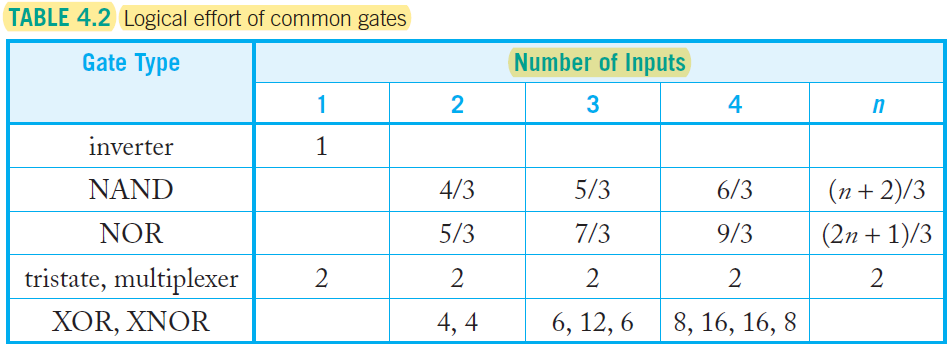 TABLE 4.2 Logical effort of common gates
Gate Type Number of Inputs
1 2 3 4 n
inverter 1
NAND 4/3 5/3 6/3 (n + 2)/3
NOR 5/3 7/3 9/3 (2n + 1)/3
tristate, multiplexer 2 2 2 2 2
XOR, XNOR 4, 4 6, 12, 6 8, 16, 16, 8